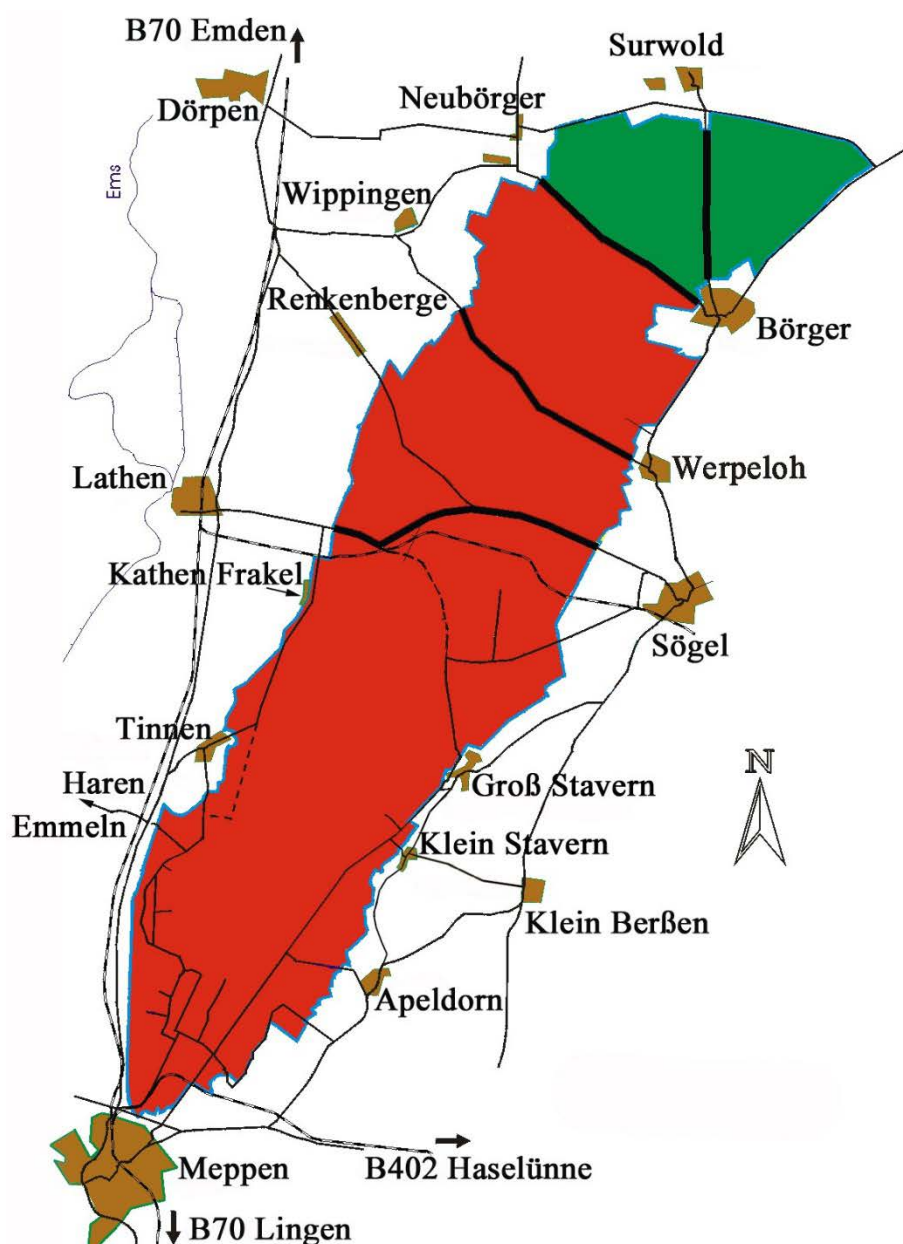 B70 Emden
Surwold
Dörpen
Neubörger
Ems
Wippingen
Renkenberge
Börger
Lathen
Werpeloh
Kathen Frakel
Sögel
Tinnen
N
Haren
Groß Stavern
Emmeln
Klein Stavern
Klein Berßen
Apeldorn
Meppen
B402 Haselünne
B70 Lingen